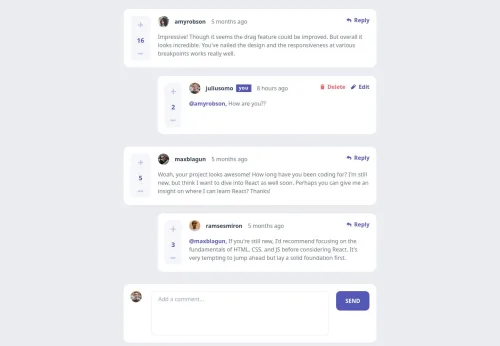 +
16
−
amyrobson 5 months ago Reply
Impressive! Though it seems the drag feature could be improved. But overall it
looks incredible. You've nailed the design and the responsiveness at various
breakpoints works really well.
+
2
−
juliusomo you 8 hours ago Delete Edit
@amyrobson, How are you??
+
5
−
maxblagun 5 months ago Reply
Woah, your project looks awesome! How long have you been coding for? I'm still
new, but think I want to dive into React as well soon. Perhaps you can give me an
insight on where I can learn React? Thanks!
+
3
−
ramsesmiron 5 months ago Reply
@maxblagun, If you're still new, I'd recommend focusing on the
fundamentals of HTML, CSS, and JS before considering React. It's
very tempting to jump ahead but lay a solid foundation first.
Add a comment...
SEND